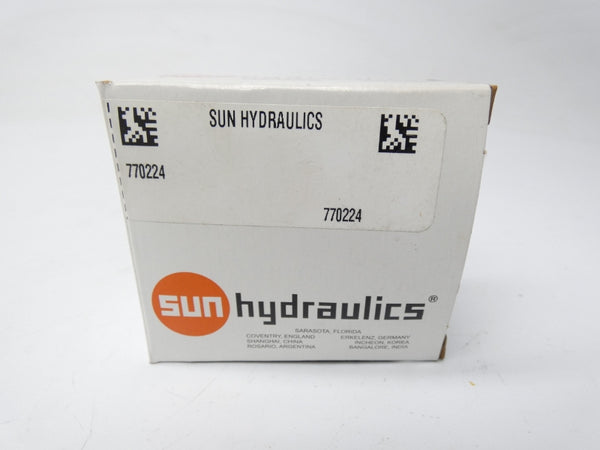 SUN HYDRAULICS
770224
770224
sun hydraulics®
SARASOTA, FLORIDA
COVENTRY, ENGLAND ERKELENZ, GERMANY
SHANGHAI, CHINA INCHEON, KOREA
ROSARIO, ARGENTINA BANGALORE, INDIA